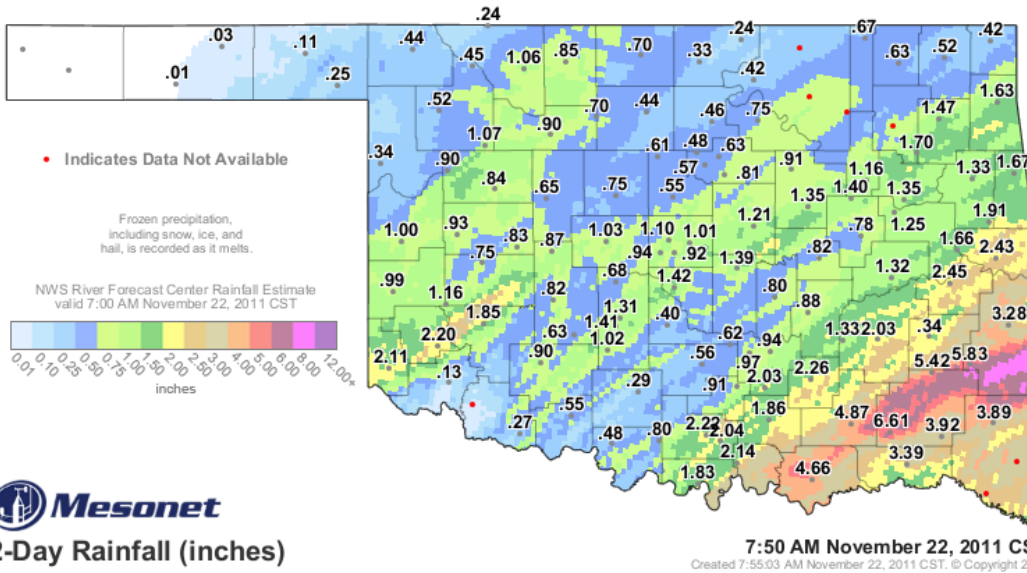 .24
.03 .11 .44 .24 .67 .42
.45 1.06 .85 .70 .33 .63 .52
.01 .25 .42
.52 .70 .44 .46 .75 1.47 1.63
1.07 .90 1.70
.34 .90 .61 .48 .63 .91 1.16 1.33 1.67
.84 .65 .75 .57 .55 .81 1.35 1.40 1.35
1.00 .93 .83 .87 1.03 1.10 1.01 1.21 .78 1.25 1.91
.75 .94 .92 1.39 .82 1.66 2.43
.99 1.16 .82 .68 1.42 .80 1.32 2.45
1.85 1.31 .40 .88 3.28
2.20 .63 1.41 1.02 .62 .94 1.33 2.03 .34
2.11 .90 .56 .97 2.26 5.42 5.83
.13 .29 .91 2.03
.55 1.86 4.87 3.89
.27 .48 .80 2.22 2.04 6.61 3.92
2.14 3.39
1.83 4.66
Indicates Data Not Available
Frozen precipitation,
including snow, ice, and
hail, is recorded as it melts.
NWS River Forecast Center Rainfall Estimate
valid 7:00 AM November 22, 2011 CST
0.01 0.10 0.25 0.50 0.75 1.00 1.50 2.00 2.50 3.00 4.00 5.00 6.00 8.00 12.00+
inches
Mesonet
2-Day Rainfall (inches)
7:50 AM November 22, 2011 CS
Created 7:55:03 AM November 22, 2011 CST. © Copyright 2